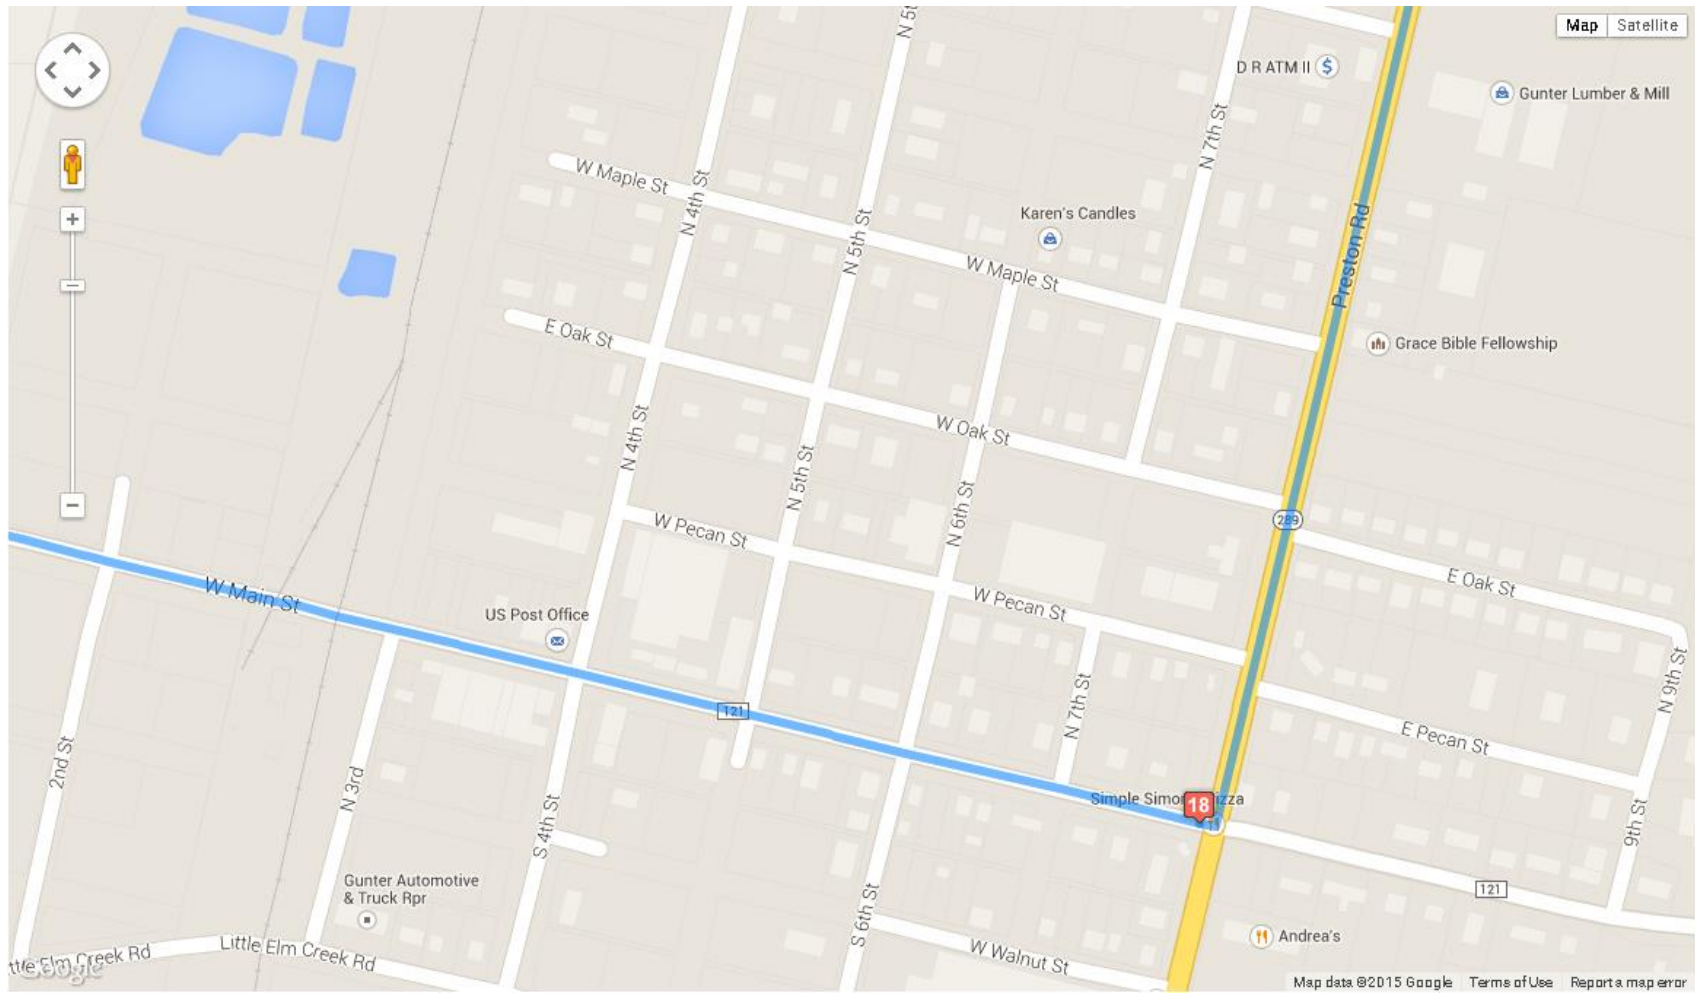 N 5t
Map
Satellite
D R ATM II
Gunter Lumber & Mill
N 7th St
W Maple St
N 4th St
Karen's Candles
N 5th St
Preston Rd
W Maple St
E Oak St
Grace Bible Fellowship
N 4th St
W Oak St
N 5th St
N 6th St
289
W Pecan St
E Oak St
W Main St
W Pecan St
US Post Office
N 9th St
N 7th St
121
E Pecan St
2nd St
N 3rd
Simple Simo
izza
18
S 4th St
9th St
Gunter Automotive
& Truck Rpr
121
S 6th St
Andrea's
Little Elm Creek Rd
W Walnut St
ttle Elm Creek Rd
Google
Map data ©2015 Google
Terms of Use
Report a map error